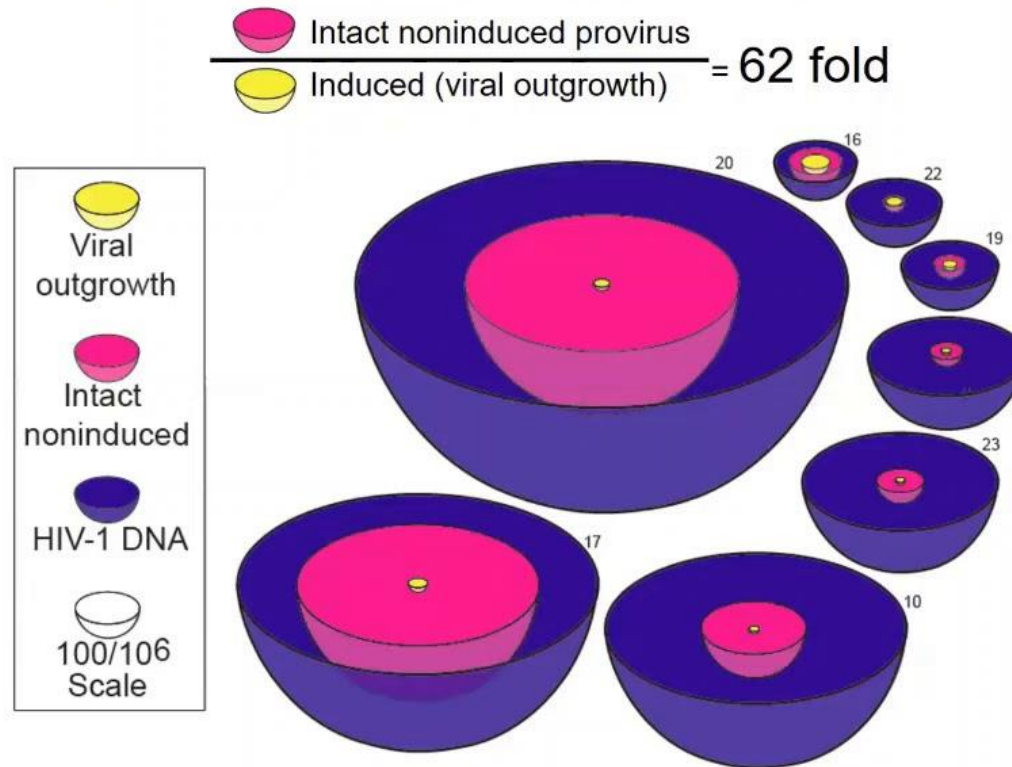 Intact noninduced provirus
Induced (viral outgrowth)
= 62 fold
Viral
outgrowth
Intact
noninduced
HIV-1 DNA
100/10⁶
Scale
20
16
22
19
23
17
10